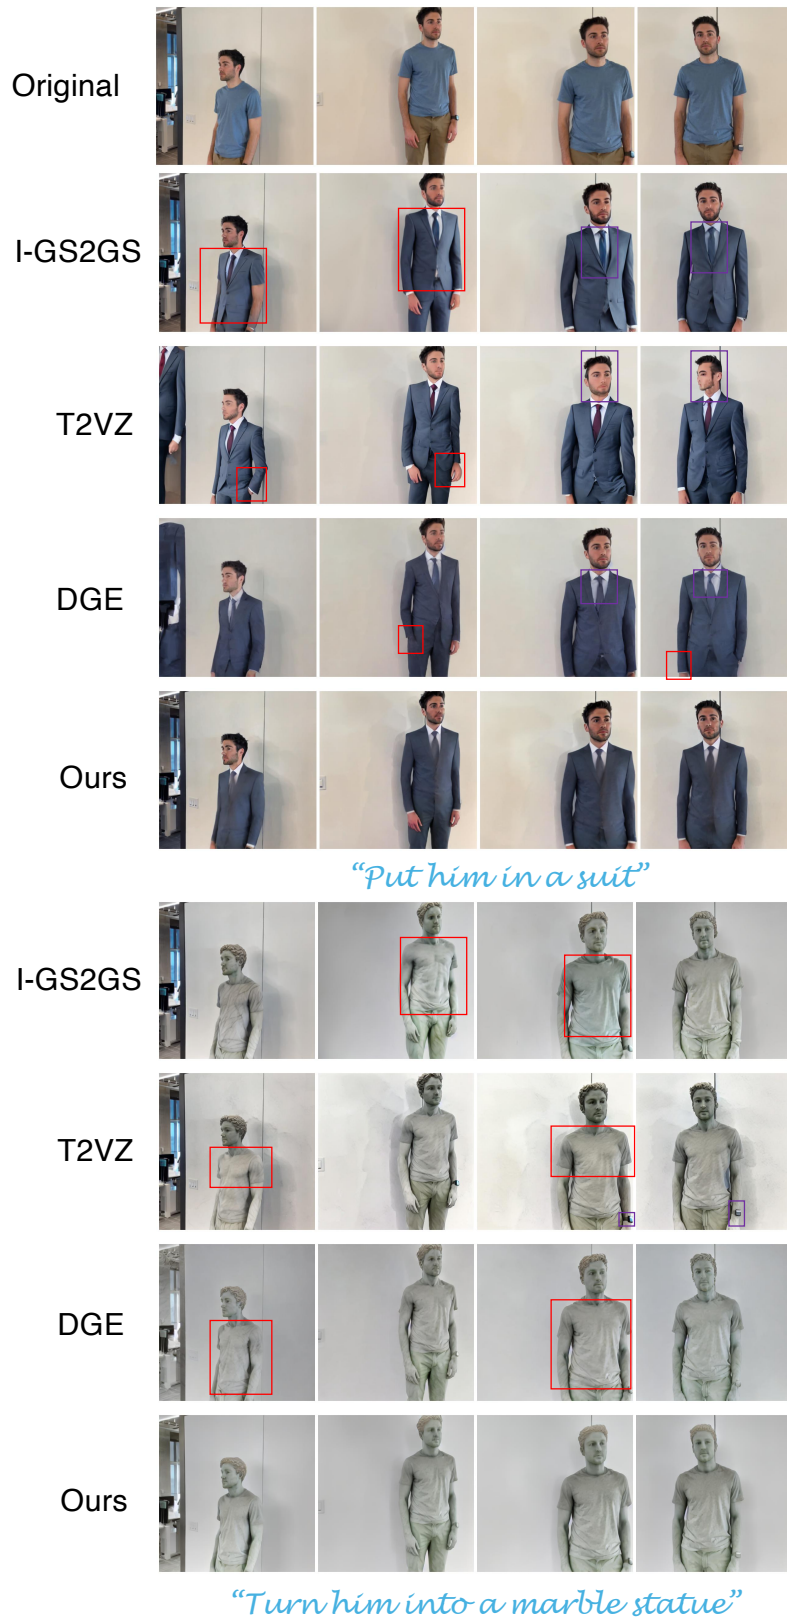 Original
I-GS2GS
T2VZ
DGE
Ours
“Put him in a suit”
I-GS2GS
T2VZ
DGE
Ours
“Turn him into a marble statue”